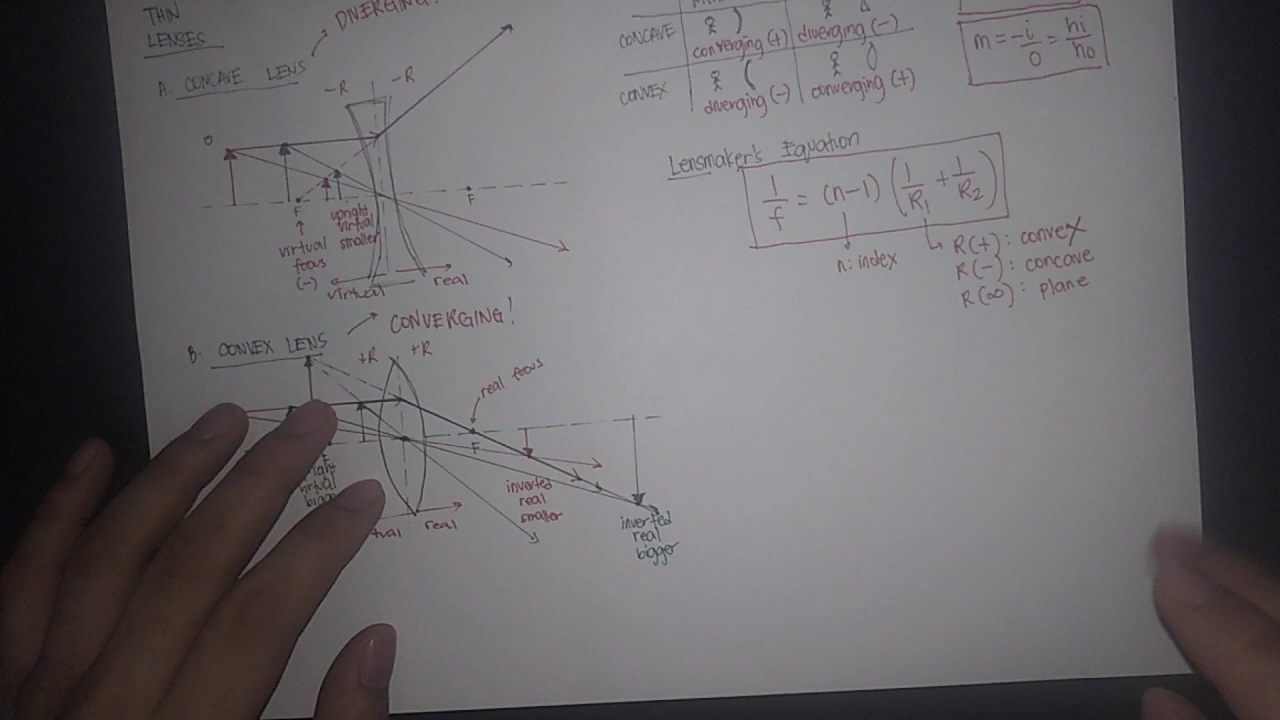 THIN
LENSES
DIVERGING!
A. CONCAVE LENS
-R
-R
O
F
F
virtual
focus
(-)
upright
virtual
smaller
virtual
real
B. CONVEX LENS
CONVERGING!
+R
+R
real focus
F
inverted
real
smaller
inverted
real
bigger
real
CONCAVE
converging (+)
diverging (-)
CONVEX
diverging (-)
converging (+)
m = -i/o = hi/ho
Lensmaker's Equation
1/f = (n-1) (1/R₁ + 1/R₂)
n: index
R(+): convex
R(-): concave
R(∞): plane